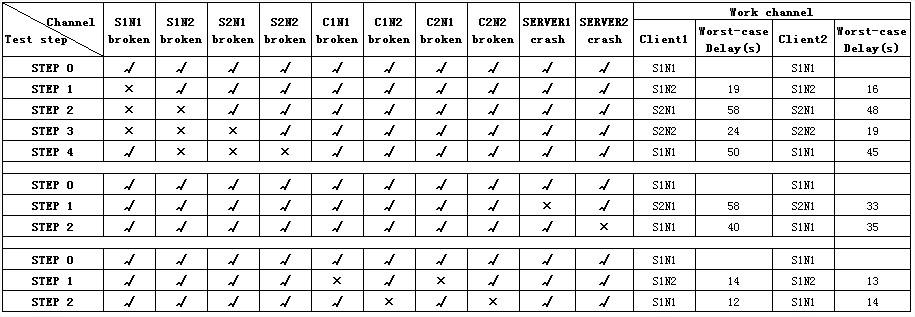 Channel S1N1 S1N2 S2N1 S2N2 C1N1 C1N2 C2N1 C2N2 SERVER1 SERVER2 Work channel
Test step broken broken broken broken broken broken broken broken crash crash Client1 Worst-case Delay(s) Client2 Worst-case Delay(s)
STEP 0 ✓ ✓ ✓ ✓ ✓ ✓ ✓ ✓ ✓ ✓ S1N1 S1N1
STEP 1 × ✓ ✓ ✓ ✓ ✓ ✓ ✓ ✓ ✓ S1N2 19 S1N2 16
STEP 2 × × ✓ ✓ ✓ ✓ ✓ ✓ ✓ ✓ S2N1 58 S2N1 48
STEP 3 × × × ✓ ✓ ✓ ✓ ✓ ✓ ✓ S2N2 24 S2N2 19
STEP 4 ✓ × × × ✓ ✓ ✓ ✓ ✓ ✓ S1N1 50 S1N1 45
STEP 0 ✓ ✓ ✓ ✓ ✓ ✓ ✓ ✓ ✓ ✓ S1N1 S1N1
STEP 1 ✓ ✓ ✓ ✓ ✓ ✓ ✓ ✓ × ✓ S2N1 58 S2N1 33
STEP 2 ✓ ✓ ✓ ✓ ✓ ✓ ✓ ✓ ✓ × S1N1 40 S1N1 35
STEP 0 ✓ ✓ ✓ ✓ ✓ ✓ ✓ ✓ ✓ ✓ S1N1 S1N1
STEP 1 ✓ ✓ ✓ ✓ × ✓ × ✓ ✓ ✓ S1N2 14 S1N2 13
STEP 2 ✓ ✓ ✓ ✓ ✓ × ✓ × ✓ ✓ S1N1 12 S1N1 14